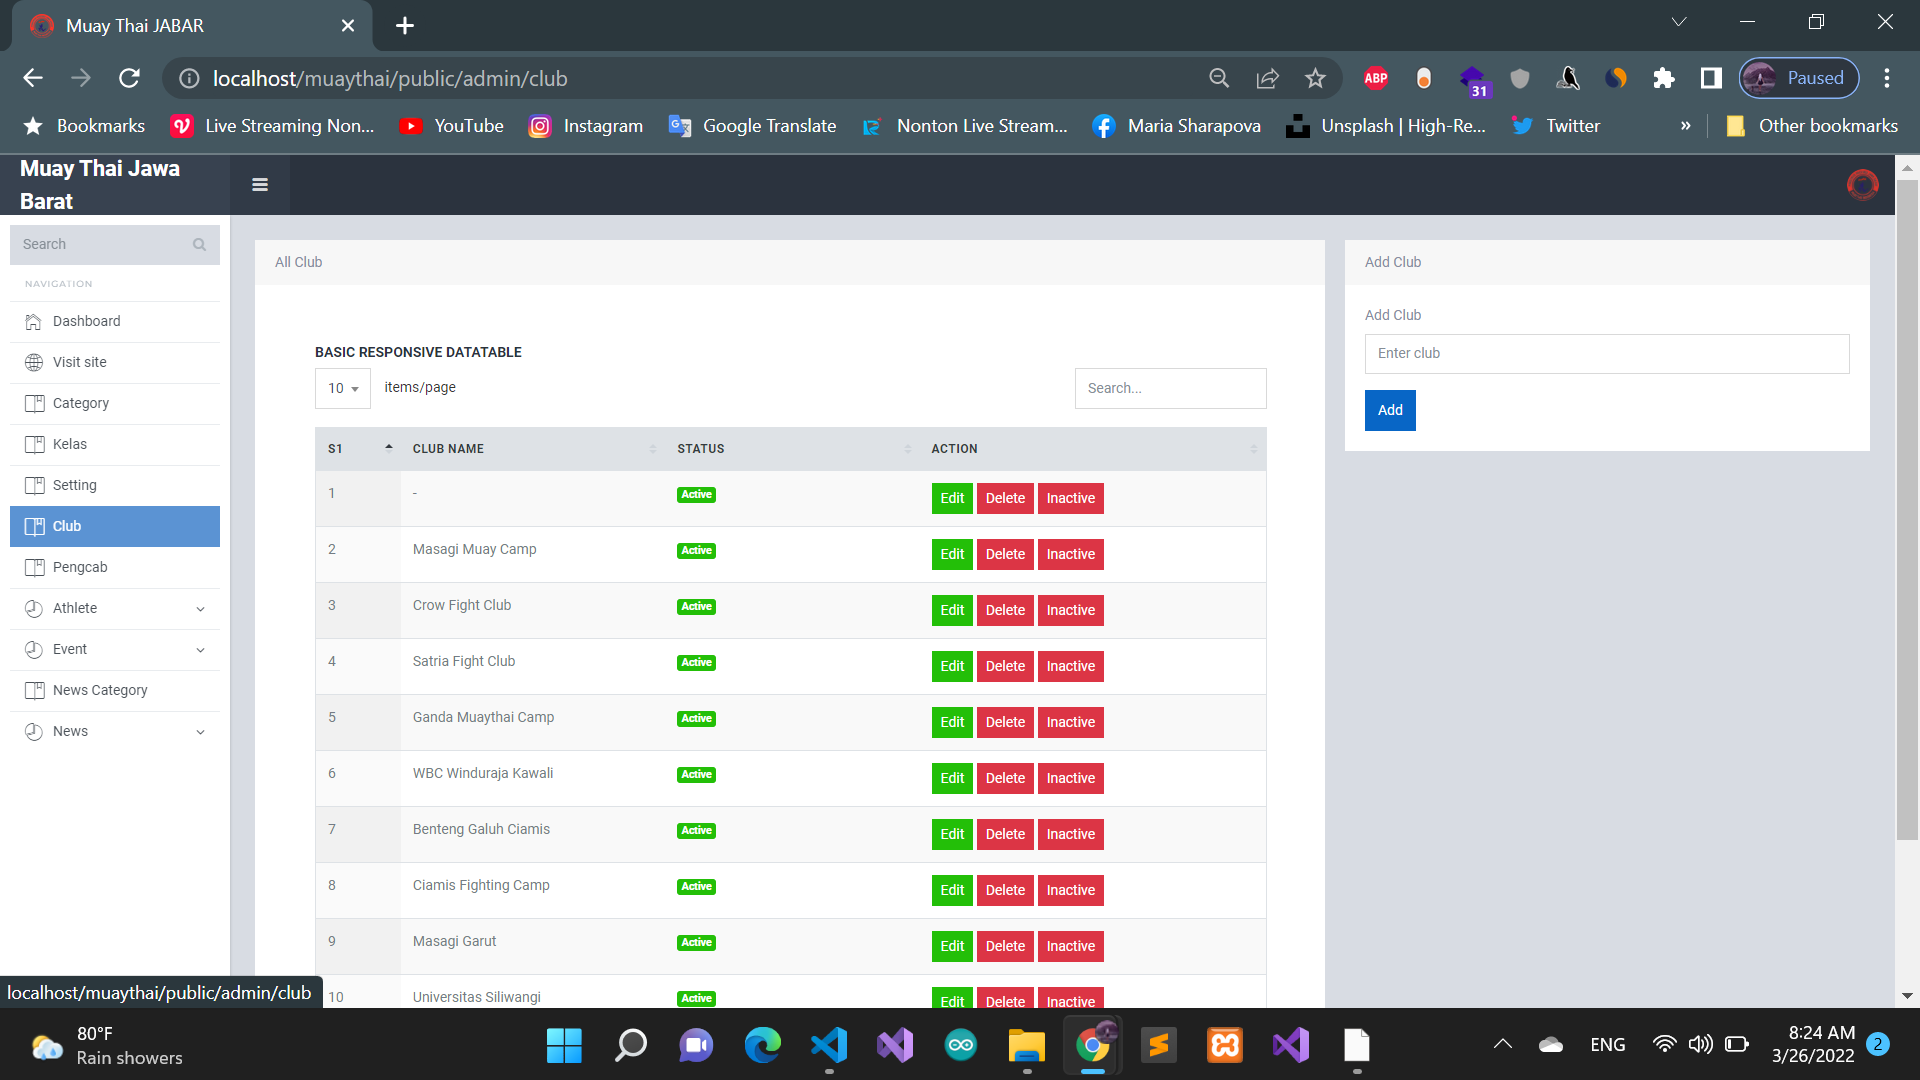 Muay Thai JABAR
localhost/muaythai/public/admin/club
ABP
31
Paused
Bookmarks
Live Streaming Non...
YouTube
Instagram
Google Translate
Nonton Live Stream...
Maria Sharapova
Unsplash | High-Re...
Twitter
»
Other bookmarks
Muay Thai Jawa
Barat
Search
NAVIGATION
Dashboard
Visit site
Category
Kelas
Setting
Club
Pengcab
Athlete
Event
News Category
News
All Club
BASIC RESPONSIVE DATATABLE
10 items/page
Search...
S1 CLUB NAME STATUS ACTION
1 - Active Edit Delete Inactive
2 Masagi Muay Camp Active Edit Delete Inactive
3 Crow Fight Club Active Edit Delete Inactive
4 Satria Fight Club Active Edit Delete Inactive
5 Ganda Muaythai Camp Active Edit Delete Inactive
6 WBC Winduraja Kawali Active Edit Delete Inactive
7 Benteng Galuh Ciamis Active Edit Delete Inactive
8 Ciamis Fighting Camp Active Edit Delete Inactive
9 Masagi Garut Active Edit Delete Inactive
10 Universitas Siliwangi Active Edit Delete Inactive
Add Club
Add Club
Enter club
Add
localhost/muaythai/public/admin/club
80°F
Rain showers
ENG
8:24 AM
3/26/2022
2